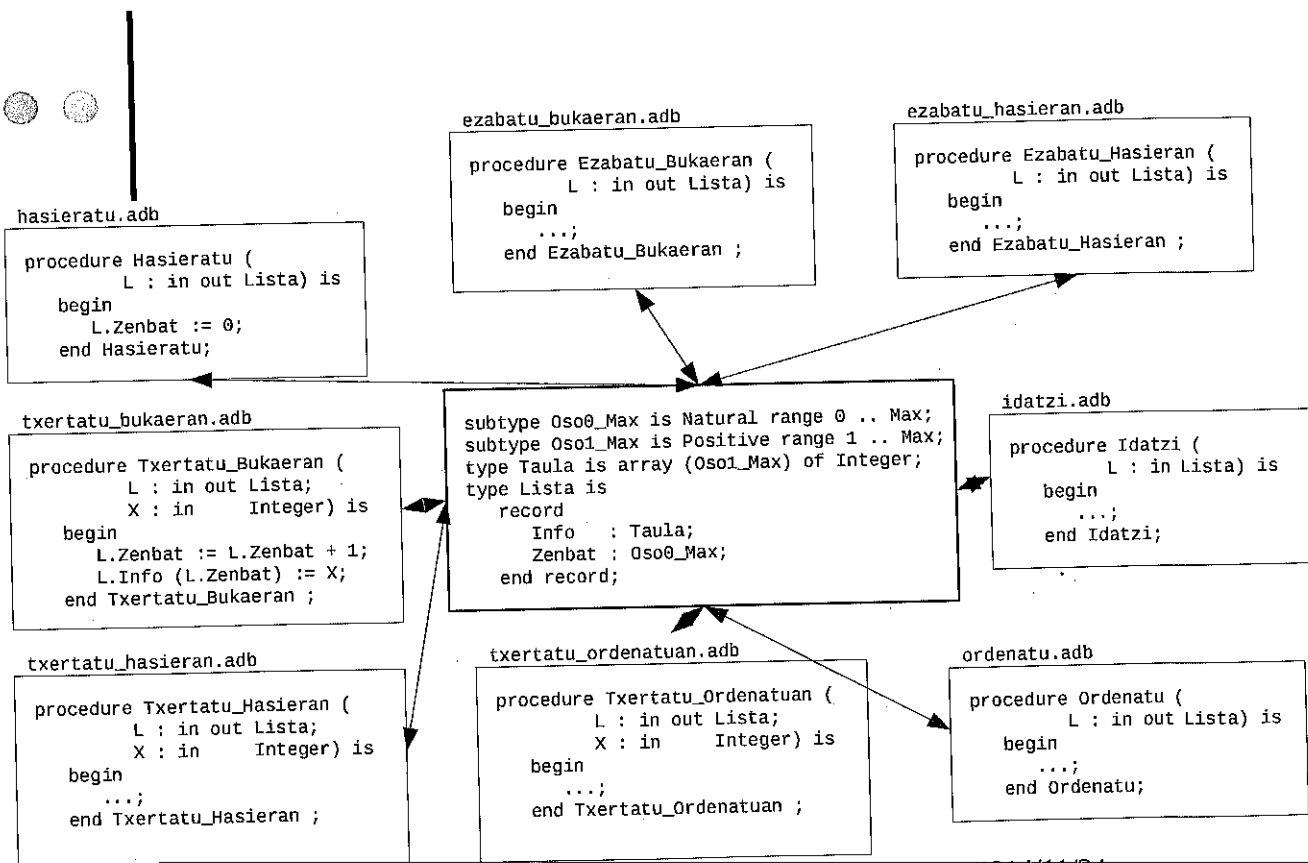 ezabatu_bukaeran.adb
procedure Ezabatu_Bukaeran (
L : in out Lista) is
begin
...;
end Ezabatu_Bukaeran ;
ezabatu_hasieran.adb
procedure Ezabatu_Hasieran (
L : in out Lista) is
begin
...;
end Ezabatu_Hasieran ;
hasieratu.adb
procedure Hasieratu (
L : in out Lista) is
begin
L.Zenbat := 0;
end Hasieratu;
subtype Oso0_Max is Natural range 0 .. Max;
subtype Oso1_Max is Positive range 1 .. Max;
type Taula is array (Oso1_Max) of Integer;
type Lista is
record
Info : Taula;
Zenbat : Oso0_Max;
end record;
idatzi.adb
procedure Idatzi (
L : in Lista) is
begin
...;
end Idatzi;
txertatu_bukaeran.adb
procedure Txertatu_Bukaeran (
L : in out Lista;
X : in Integer) is
begin
L.Zenbat := L.Zenbat + 1;
L.Info (L.Zenbat) := X;
end Txertatu_Bukaeran ;
txertatu_hasieran.adb
procedure Txertatu_Hasieran (
L : in out Lista;
X : in Integer) is
begin
...;
end Txertatu_Hasieran ;
txertatu_ordenatuan.adb
procedure Txertatu_Ordenatuan (
L : in out Lista;
X : in Integer) is
begin
...;
end Txertatu_Ordenatuan ;
ordenatu.adb
procedure Ordenatu (
L : in out Lista) is
begin
...;
end Ordenatu;